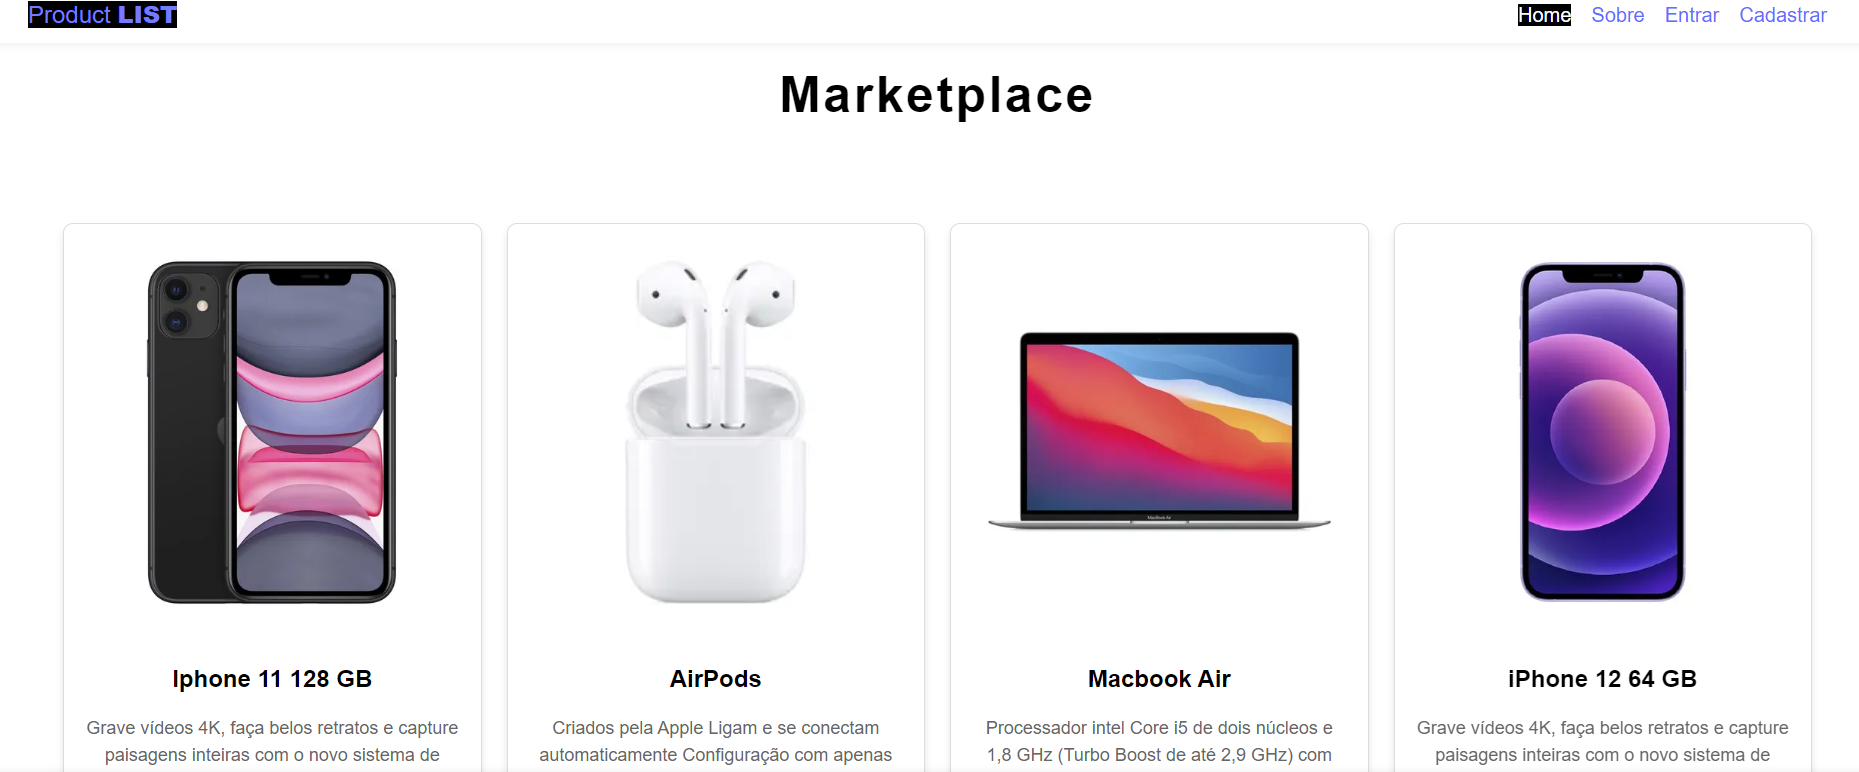 Product LIST
Home Sobre Entrar Cadastrar
Marketplace
Iphone 11 128 GB
Grave vídeos 4K, faça belos retratos e capture
paisagens inteiras com o novo sistema de
AirPods
Criados pela Apple Ligam e se conectam
automaticamente Configuração com apenas
MacBook Air
Macbook Air
Processador intel Core i5 de dois núcleos e
1,8 GHz (Turbo Boost de até 2,9 GHz) com
iPhone 12 64 GB
Grave vídeos 4K, faça belos retratos e capture
paisagens inteiras com o novo sistema de